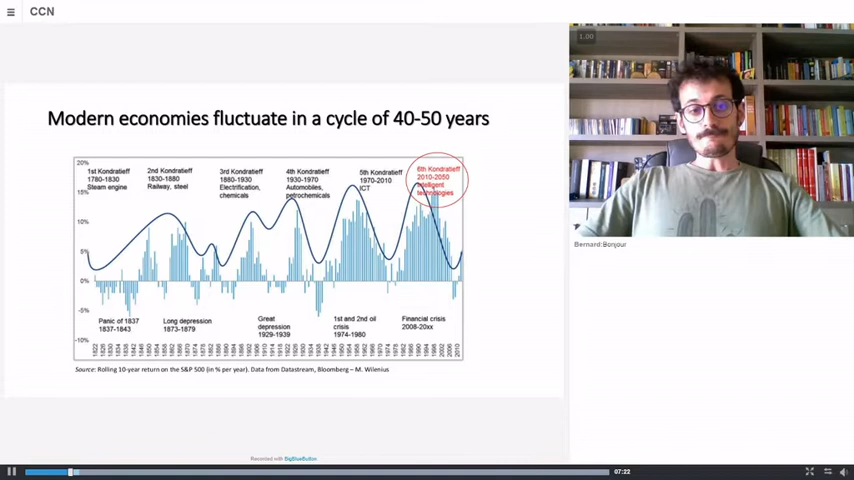 CCN
1.00
Modern economies fluctuate in a cycle of 40-50 years
20%
15%
10%
5%
0%
-5%
-10%
1st Kondratieff
1780-1830
Steam engine
2nd Kondratieff
1830-1880
Railway, steel
3rd Kondratieff
1880-1930
Electrification,
chemicals
4th Kondratieff
1930-1970
Automobiles,
petrochemicals
5th Kondratieff
1970-2010
ICT
6th Kondratieff
2010-2050
Intelligent
technologies
Panic of 1837
1837-1843
Long depression
1873-1879
Great
depression
1929-1939
1st and 2nd oil
crisis
1974-1980
Financial crisis
2008-20xx
Source: Rolling 10-year return on the S&P 500 (in % per year). Data from Datastream, Bloomberg – M. Wilenius
Bernard:Bonjour
Recorded with BigBlueButton
07:22